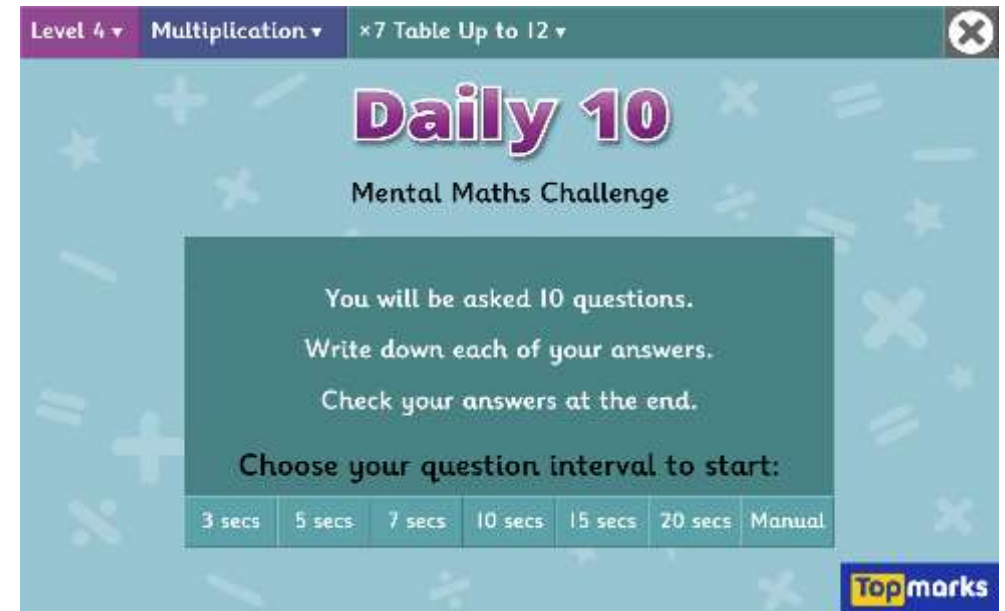 Level 4 ▾ Multiplication ▾ ×7 Table Up to 12 ▾
Daily 10
Mental Maths Challenge
You will be asked 10 questions.
Write down each of your answers.
Check your answers at the end.
Choose your question interval to start:
3 secs 5 secs 7 secs 10 secs 15 secs 20 secs Manual
Topmarks